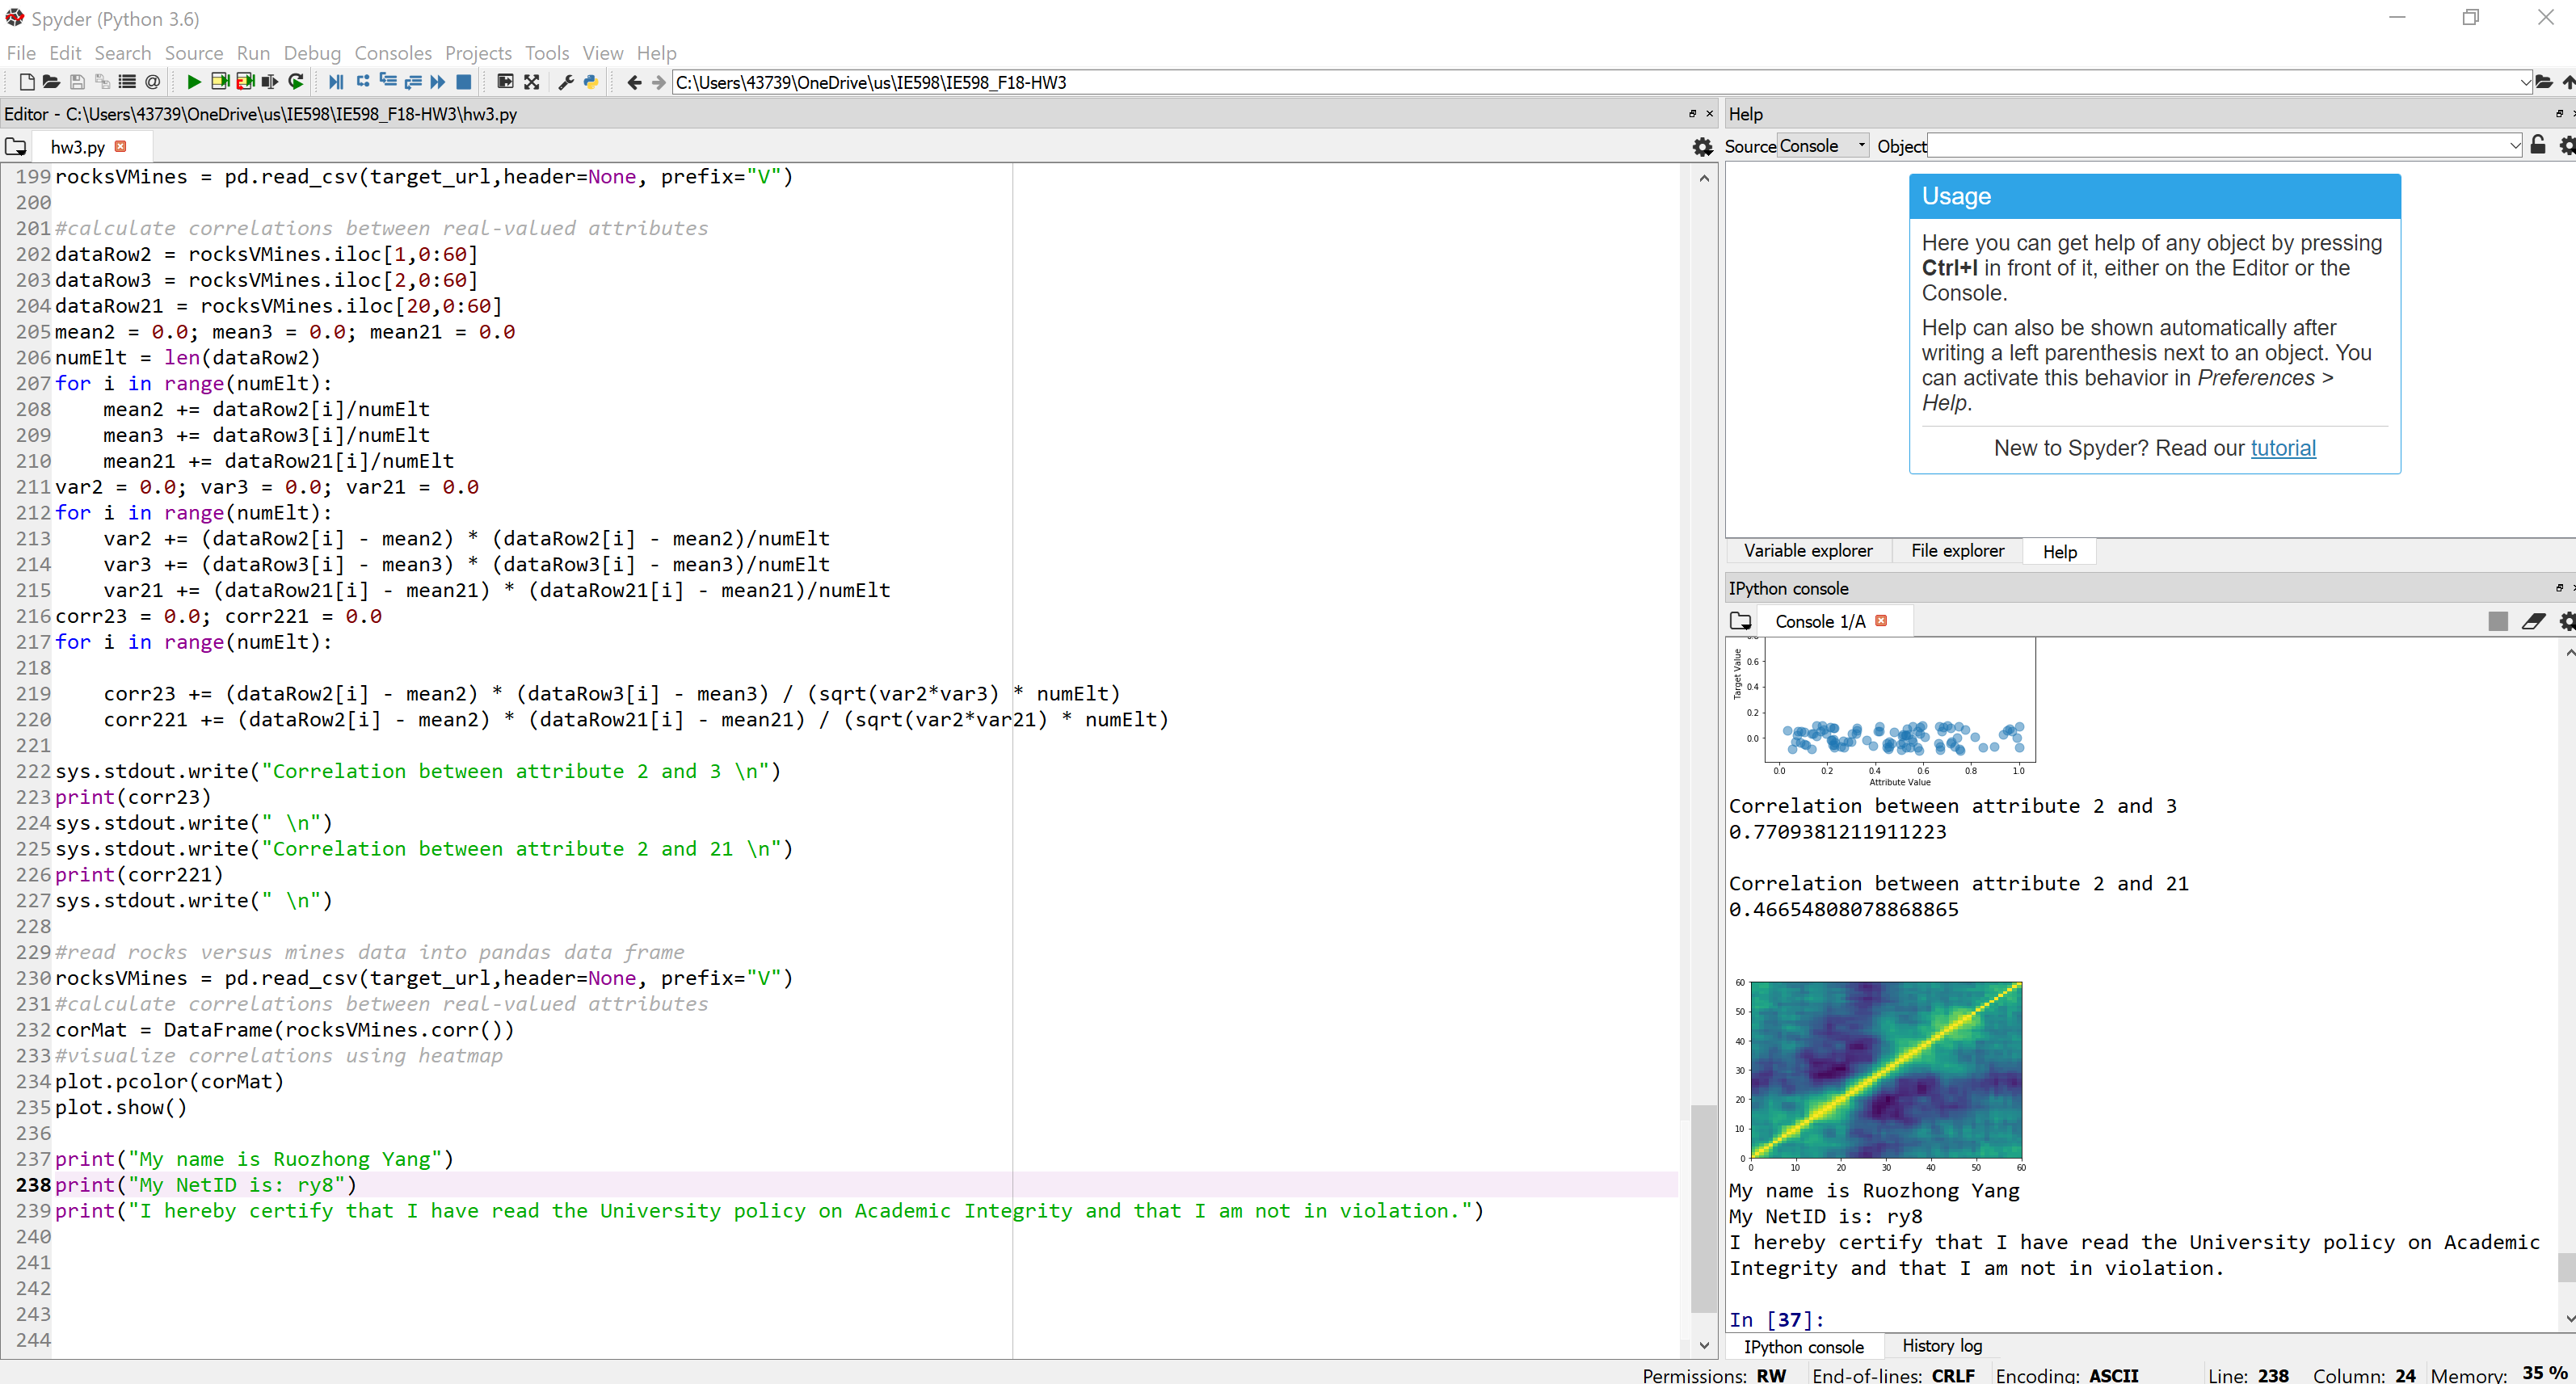 Spyder (Python 3.6)
File Edit Search Source Run Debug Consoles Projects Tools View Help
C:\Users\43739\OneDrive\us\IE598\IE598_F18-HW3
Editor - C:\Users\43739\OneDrive\us\IE598\IE598_F18-HW3\hw3.py
hw3.py
199 rocksVMines = pd.read_csv(target_url,header=None, prefix="V")
200
201 #calculate correlations between real-valued attributes
202 dataRow2 = rocksVMines.iloc[1,0:60]
203 dataRow3 = rocksVMines.iloc[2,0:60]
204 dataRow21 = rocksVMines.iloc[20,0:60]
205 mean2 = 0.0; mean3 = 0.0; mean21 = 0.0
206 numElt = len(dataRow2)
207 for i in range(numElt):
208     mean2 += dataRow2[i]/numElt
209     mean3 += dataRow3[i]/numElt
210     mean21 += dataRow21[i]/numElt
211 var2 = 0.0; var3 = 0.0; var21 = 0.0
212 for i in range(numElt):
213     var2 += (dataRow2[i] - mean2) * (dataRow2[i] - mean2)/numElt
214     var3 += (dataRow3[i] - mean3) * (dataRow3[i] - mean3)/numElt
215     var21 += (dataRow21[i] - mean21) * (dataRow21[i] - mean21)/numElt
216 corr23 = 0.0; corr221 = 0.0
217 for i in range(numElt):
218
219     corr23 += (dataRow2[i] - mean2) * (dataRow3[i] - mean3) / (sqrt(var2*var3) * numElt)
220     corr221 += (dataRow2[i] - mean2) * (dataRow21[i] - mean21) / (sqrt(var2*var21) * numElt)
221
222 sys.stdout.write("Correlation between attribute 2 and 3 \n")
223 print(corr23)
224 sys.stdout.write(" \n")
225 sys.stdout.write("Correlation between attribute 2 and 21 \n")
226 print(corr221)
227 sys.stdout.write(" \n")
228
229 #read rocks versus mines data into pandas data frame
230 rocksVMines = pd.read_csv(target_url,header=None, prefix="V")
231 #calculate correlations between real-valued attributes
232 corMat = DataFrame(rocksVMines.corr())
233 #visualize correlations using heatmap
234 plot.pcolor(corMat)
235 plot.show()
236
237 print("My name is Ruozhong Yang")
238 print("My NetID is: ry8")
239 print("I hereby certify that I have read the University policy on Academic Integrity and that I am not in violation.")
240
241
242
243
244
Help
Source Console Object
Usage
Here you can get help of any object by pressing
Ctrl+I in front of it, either on the Editor or the
Console.
Help can also be shown automatically after
writing a left parenthesis next to an object. You
can activate this behavior in Preferences >
Help.
New to Spyder? Read our tutorial
Variable explorer File explorer Help
IPython console
Console 1/A
Target Value
0.6
0.4
0.2
0.0
0.0 0.2 0.4 0.6 0.8 1.0
Attribute Value
Correlation between attribute 2 and 3
0.7709381211911223
Correlation between attribute 2 and 21
0.46654808078868865
60
50
40
30
20
10
0
0 10 20 30 40 50 60
My name is Ruozhong Yang
My NetID is: ry8
I hereby certify that I have read the University policy on Academic
Integrity and that I am not in violation.
In [37]:
IPython console History log
Permissions: RW End-of-lines: CRLF Encoding: ASCII Line: 238 Column: 24 Memory: 35 %